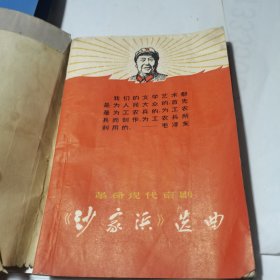 我们的文学艺术都
是为人民大众的，首先
是为工农兵的，为工农
兵而创作，为工农兵所
利用的。 毛泽东
革命现代京剧
《沙家浜》选曲